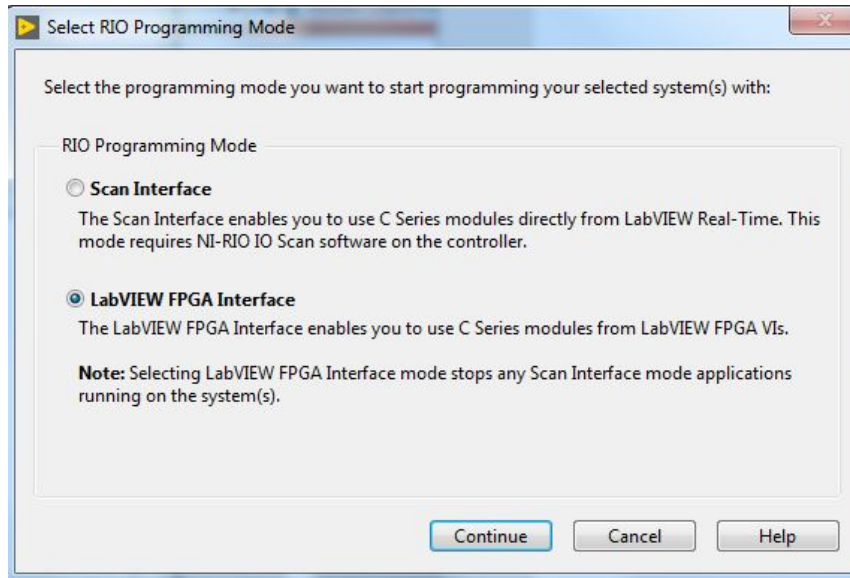 Select RIO Programming Mode
Select the programming mode you want to start programming your selected system(s) with:
RIO Programming Mode
Scan Interface
The Scan Interface enables you to use C Series modules directly from LabVIEW Real-Time. This
mode requires NI-RIO IO Scan software on the controller.
LabVIEW FPGA Interface
The LabVIEW FPGA Interface enables you to use C Series modules from LabVIEW FPGA VIs.
Note: Selecting LabVIEW FPGA Interface mode stops any Scan Interface mode applications
running on the system(s).
Continue Cancel Help